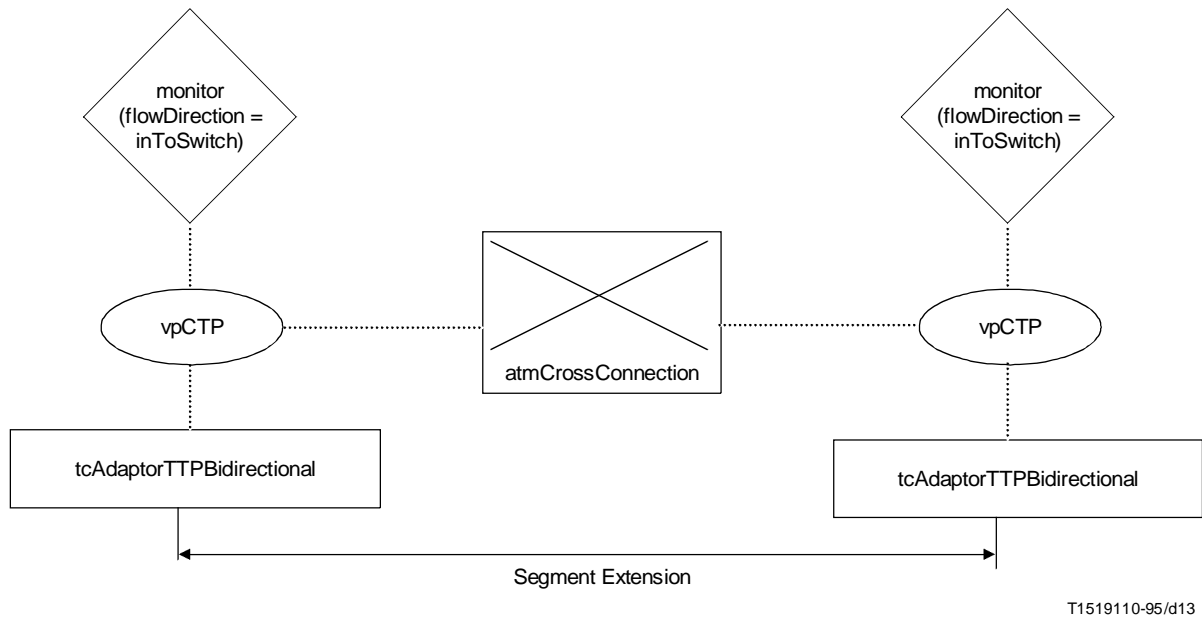 monitor
(flowDirection =
inToSwitch)
monitor
(flowDirection =
inToSwitch)
vpCTP
vpCTP
atmCrossConnection
tcAdaptorTTPBidirectional
tcAdaptorTTPBidirectional
Segment Extension
T1519110-95/d13